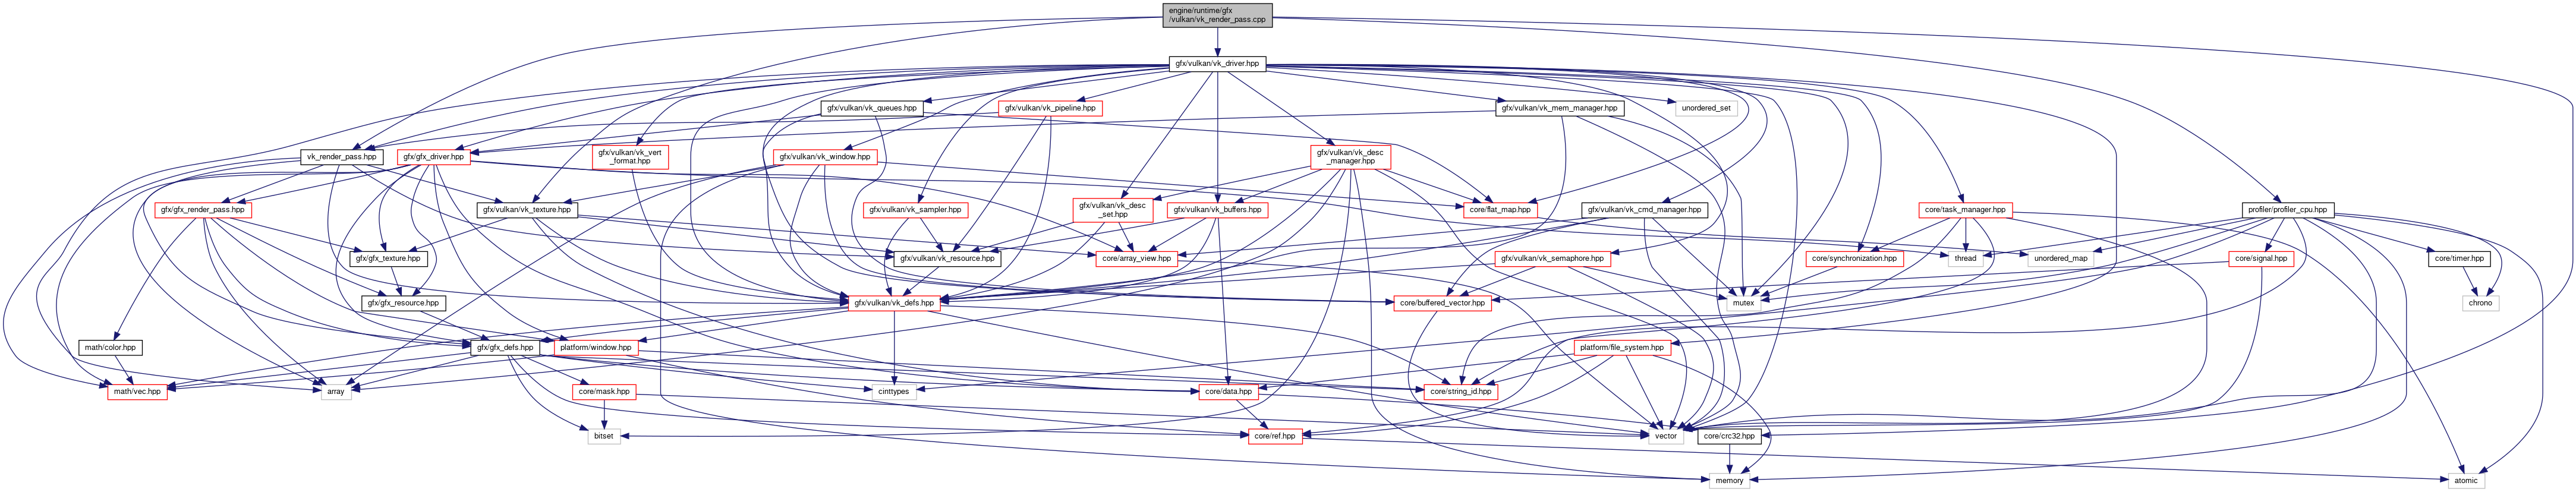 engine/runtime/gfx
/vulkan/vk_render_pass.cpp
gfx/vulkan/vk_driver.hpp
gfx/vulkan/vk_queues.hpp
gfx/vulkan/vk_pipeline.hpp
gfx/vulkan/vk_mem_manager.hpp
unordered_set
vk_render_pass.hpp
gfx/gfx_driver.hpp
gfx/vulkan/vk_vert
_format.hpp
gfx/vulkan/vk_window.hpp
gfx/vulkan/vk_desc
_manager.hpp
gfx/gfx_render_pass.hpp
gfx/vulkan/vk_texture.hpp
gfx/vulkan/vk_sampler.hpp
gfx/vulkan/vk_desc
_set.hpp
gfx/vulkan/vk_buffers.hpp
core/flat_map.hpp
gfx/vulkan/vk_cmd_manager.hpp
core/task_manager.hpp
profiler/profiler_cpu.hpp
gfx/gfx_texture.hpp
gfx/vulkan/vk_resource.hpp
core/array_view.hpp
gfx/vulkan/vk_semaphore.hpp
core/synchronization.hpp
thread
unordered_map
core/signal.hpp
core/timer.hpp
gfx/gfx_resource.hpp
gfx/vulkan/vk_defs.hpp
core/buffered_vector.hpp
mutex
chrono
math/color.hpp
gfx/gfx_defs.hpp
platform/window.hpp
platform/file_system.hpp
math/vec.hpp
array
core/mask.hpp
cinttypes
core/data.hpp
core/string_id.hpp
bitset
core/ref.hpp
vector
core/crc32.hpp
memory
atomic